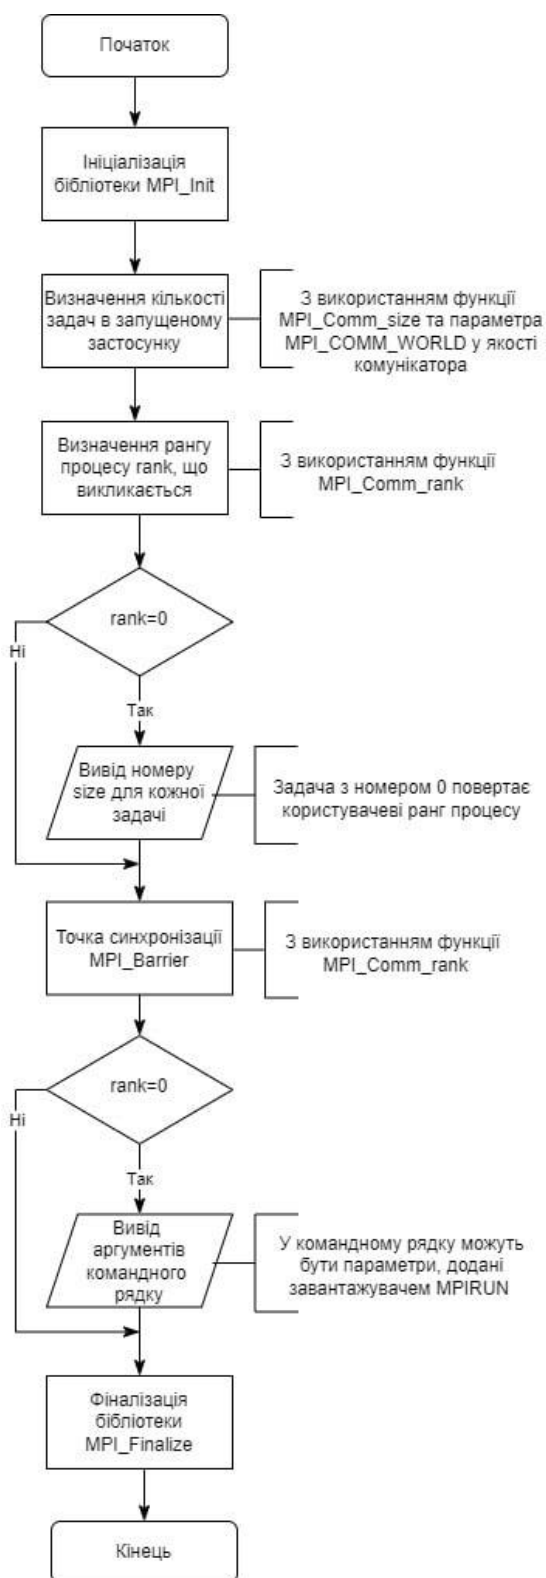 Початок
Ініціалізація
бібліотеки MPI_Init
Визначення кількості
задач в запущеному
застосунку
З використанням функції
MPI_Comm_size та параметра
MPI_COMM_WORLD у якості
комунікатора
Визначення рангу
процесу rank, що
викликається
З використанням функції
MPI_Comm_rank
rank=0
Ні
Так
Вивід номеру
size для кожної
задачі
Задача з номером 0 повертає
користувачеві ранг процесу
Точка синхронізації
MPI_Barrier
З використанням функції
MPI_Comm_rank
rank=0
Ні
Так
Вивід
аргументів
командного
рядку
У командному рядку можуть
бути параметри, додані
завантажувачем MPIRUN
Фіналізація
бібліотеки
MPI_Finalize
Кінець